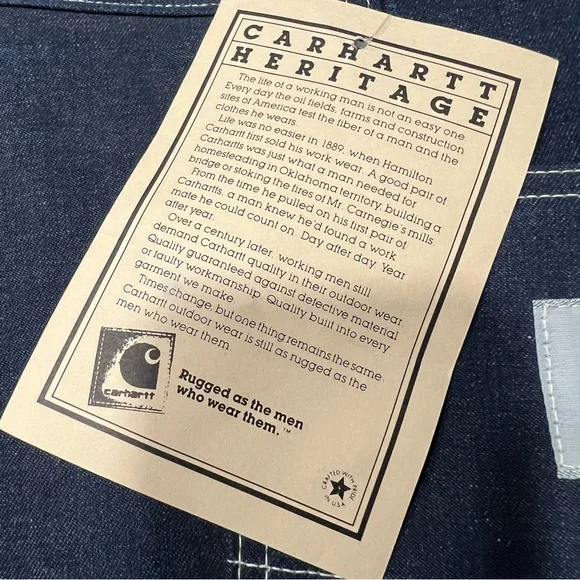 CARHARTT
HERITAGE
The life of a working man is not an easy one.
Every day the oil fields, farms and construction
sites of America test the fiber of a man and the
clothes he wears.
Life was no easier in 1889, when Hamilton
Carhartt first sold his work wear. A good pair of
Carhartts was just what a man needed for
homesteading in Oklahoma territory, building a
bridge or stoking the fires of Mr. Carnegie's mills.
From the time he pulled on his first pair of
Carhartts, a man knew he'd found a work
mate he could count on. Day after day. Year
after year.
Over a century later, working men still
demand Carhartt quality in their outdoor wear.
Quality guaranteed against defective material
or faulty workmanship. Quality built into every
garment we make.
Times change, but one thing remains the same.
Carhartt outdoor wear is still as rugged as the
men who wear them.
carhartt
Rugged as the men
who wear them.™
CRAFTED WITH PRIDE
IN USA